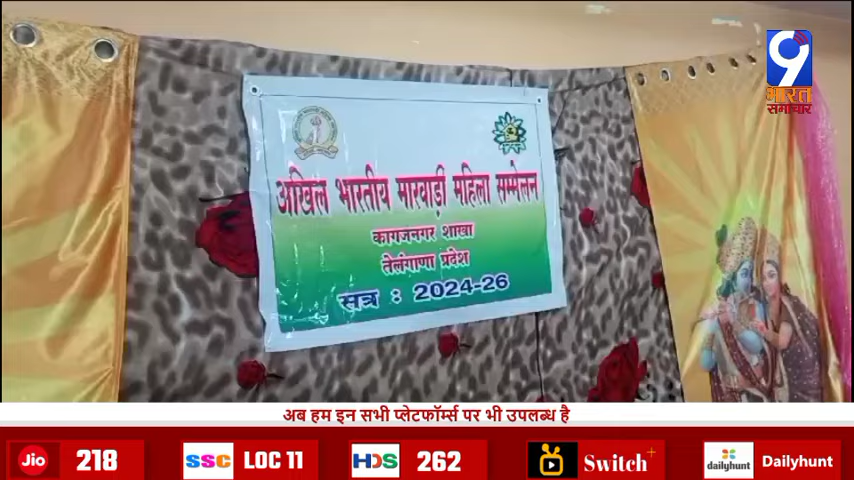 9
भारत
समाचार
अखिल भारतीय मारवाड़ी महिला सम्मेलन
कागजनगर शाखा
तेलंगाणा प्रदेश
सत्र : 2024-26
अब हम इन सभी प्लेटफॉर्म्स पर भी उपलब्ध है
Jio 218 SSC LOC 11 HDS 262 Switch+ dailyhunt Dailyhunt